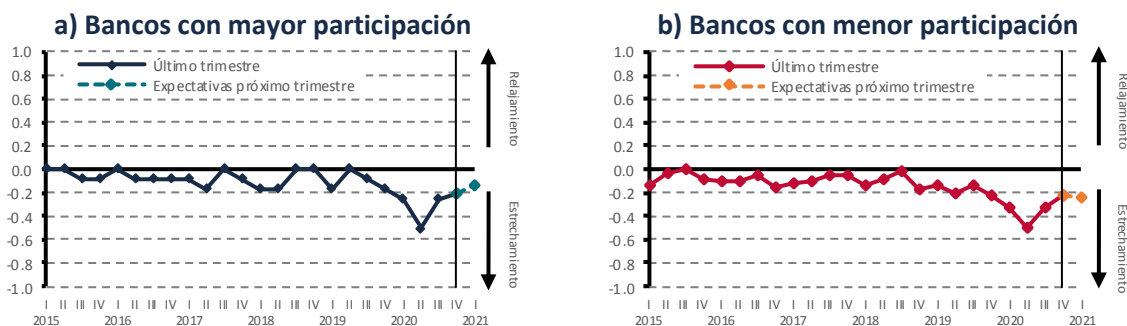 a) Bancos con mayor participación
1.0
0.8
0.6
0.4
0.2
0.0
-0.2
-0.4
-0.6
-0.8
-1.0
Último trimestre
Expectativas próximo trimestre
Relajamiento
Estrechamiento
I II III IV I II III IV I II III IV I II III IV I II III IV I II III IV I
2015 2016 2017 2018 2019 2020 2021
b) Bancos con menor participación
1.0
0.8
0.6
0.4
0.2
0.0
-0.2
-0.4
-0.6
-0.8
-1.0
Último trimestre
Expectativas próximo trimestre
Relajamiento
Estrechamiento
I II III IV I II III IV I II III IV I II III IV I II III IV I II III IV I
2015 2016 2017 2018 2019 2020 2021